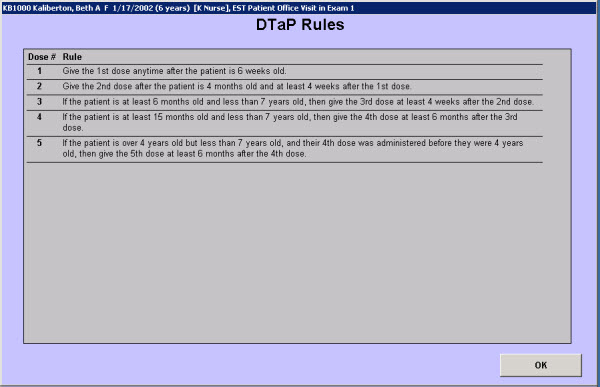 KB1000 Kaliberton, Beth A F 1/17/2002 (6 years) [K Nurse], EST Patient Office Visit in Exam 1
DTaP Rules
Dose # Rule
1 Give the 1st dose anytime after the patient is 6 weeks old.
2 Give the 2nd dose after the patient is 4 months old and at least 4 weeks after the 1st dose.
3 If the patient is at least 6 months old and less than 7 years old, then give the 3rd dose at least 4 weeks after the 2nd dose.
4 If the patient is at least 15 months old and less than 7 years old, then give the 4th dose at least 6 months after the 3rd
dose.
5 If the patient is over 4 years old but less than 7 years old, and their 4th dose was administered before they were 4 years
old, then give the 5th dose at least 6 months after the 4th dose.
OK